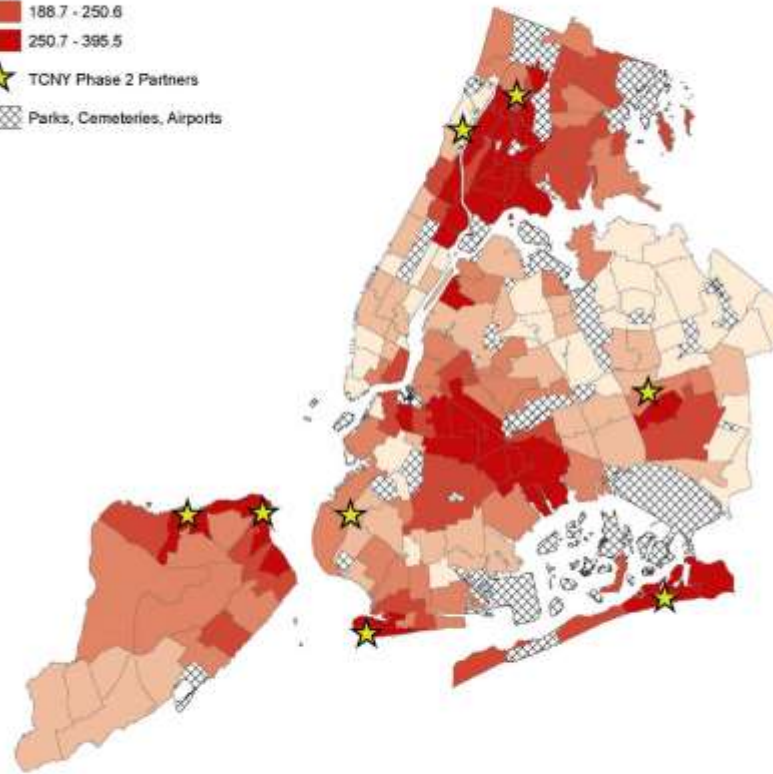 188.7 - 250.6
250.7 - 395.5
TCNY Phase 2 Partners
Parks, Cemeteries, Airports